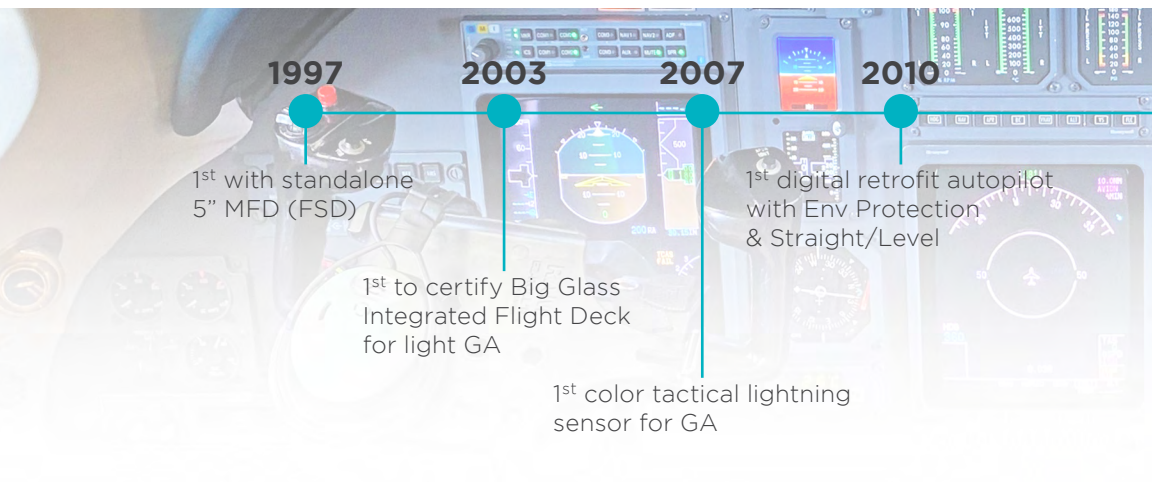 1997
2003
2007
2010
1st with standalone
5” MFD (FSD)
1st to certify Big Glass
Integrated Flight Deck
for light GA
1st color tactical lightning
sensor for GA
1st digital retrofit autopilot
with Env Protection
& Straight/Level